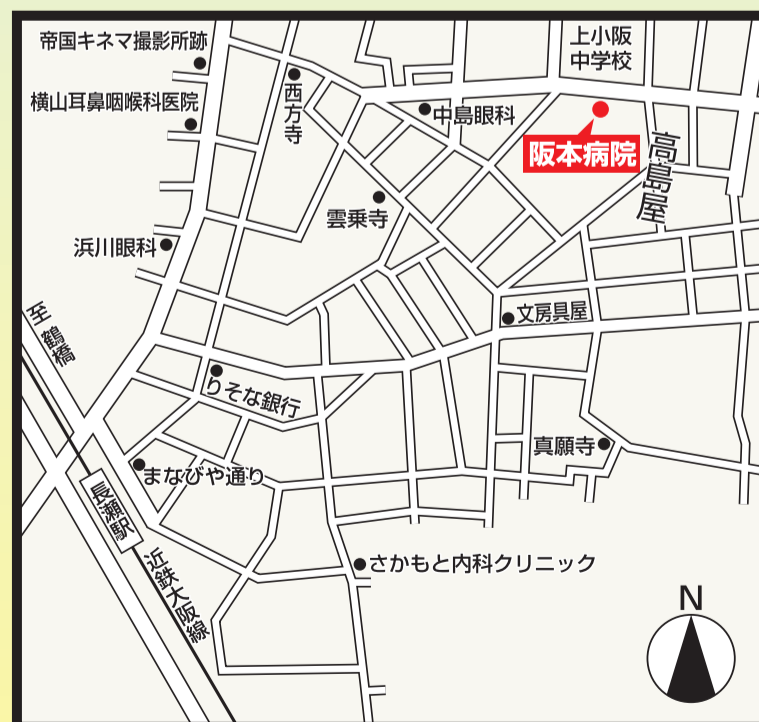 帝国キネマ撮影所跡
上小阪
中学校
横山耳鼻咽喉科医院
西方寺
中島眼科
阪本病院
高島屋
雲乗寺
浜川眼科
至鶴橋
文房具屋
りそな銀行
真願寺
まなびや通り
長瀬駅
近鉄大阪線
さかもと内科クリニック
N